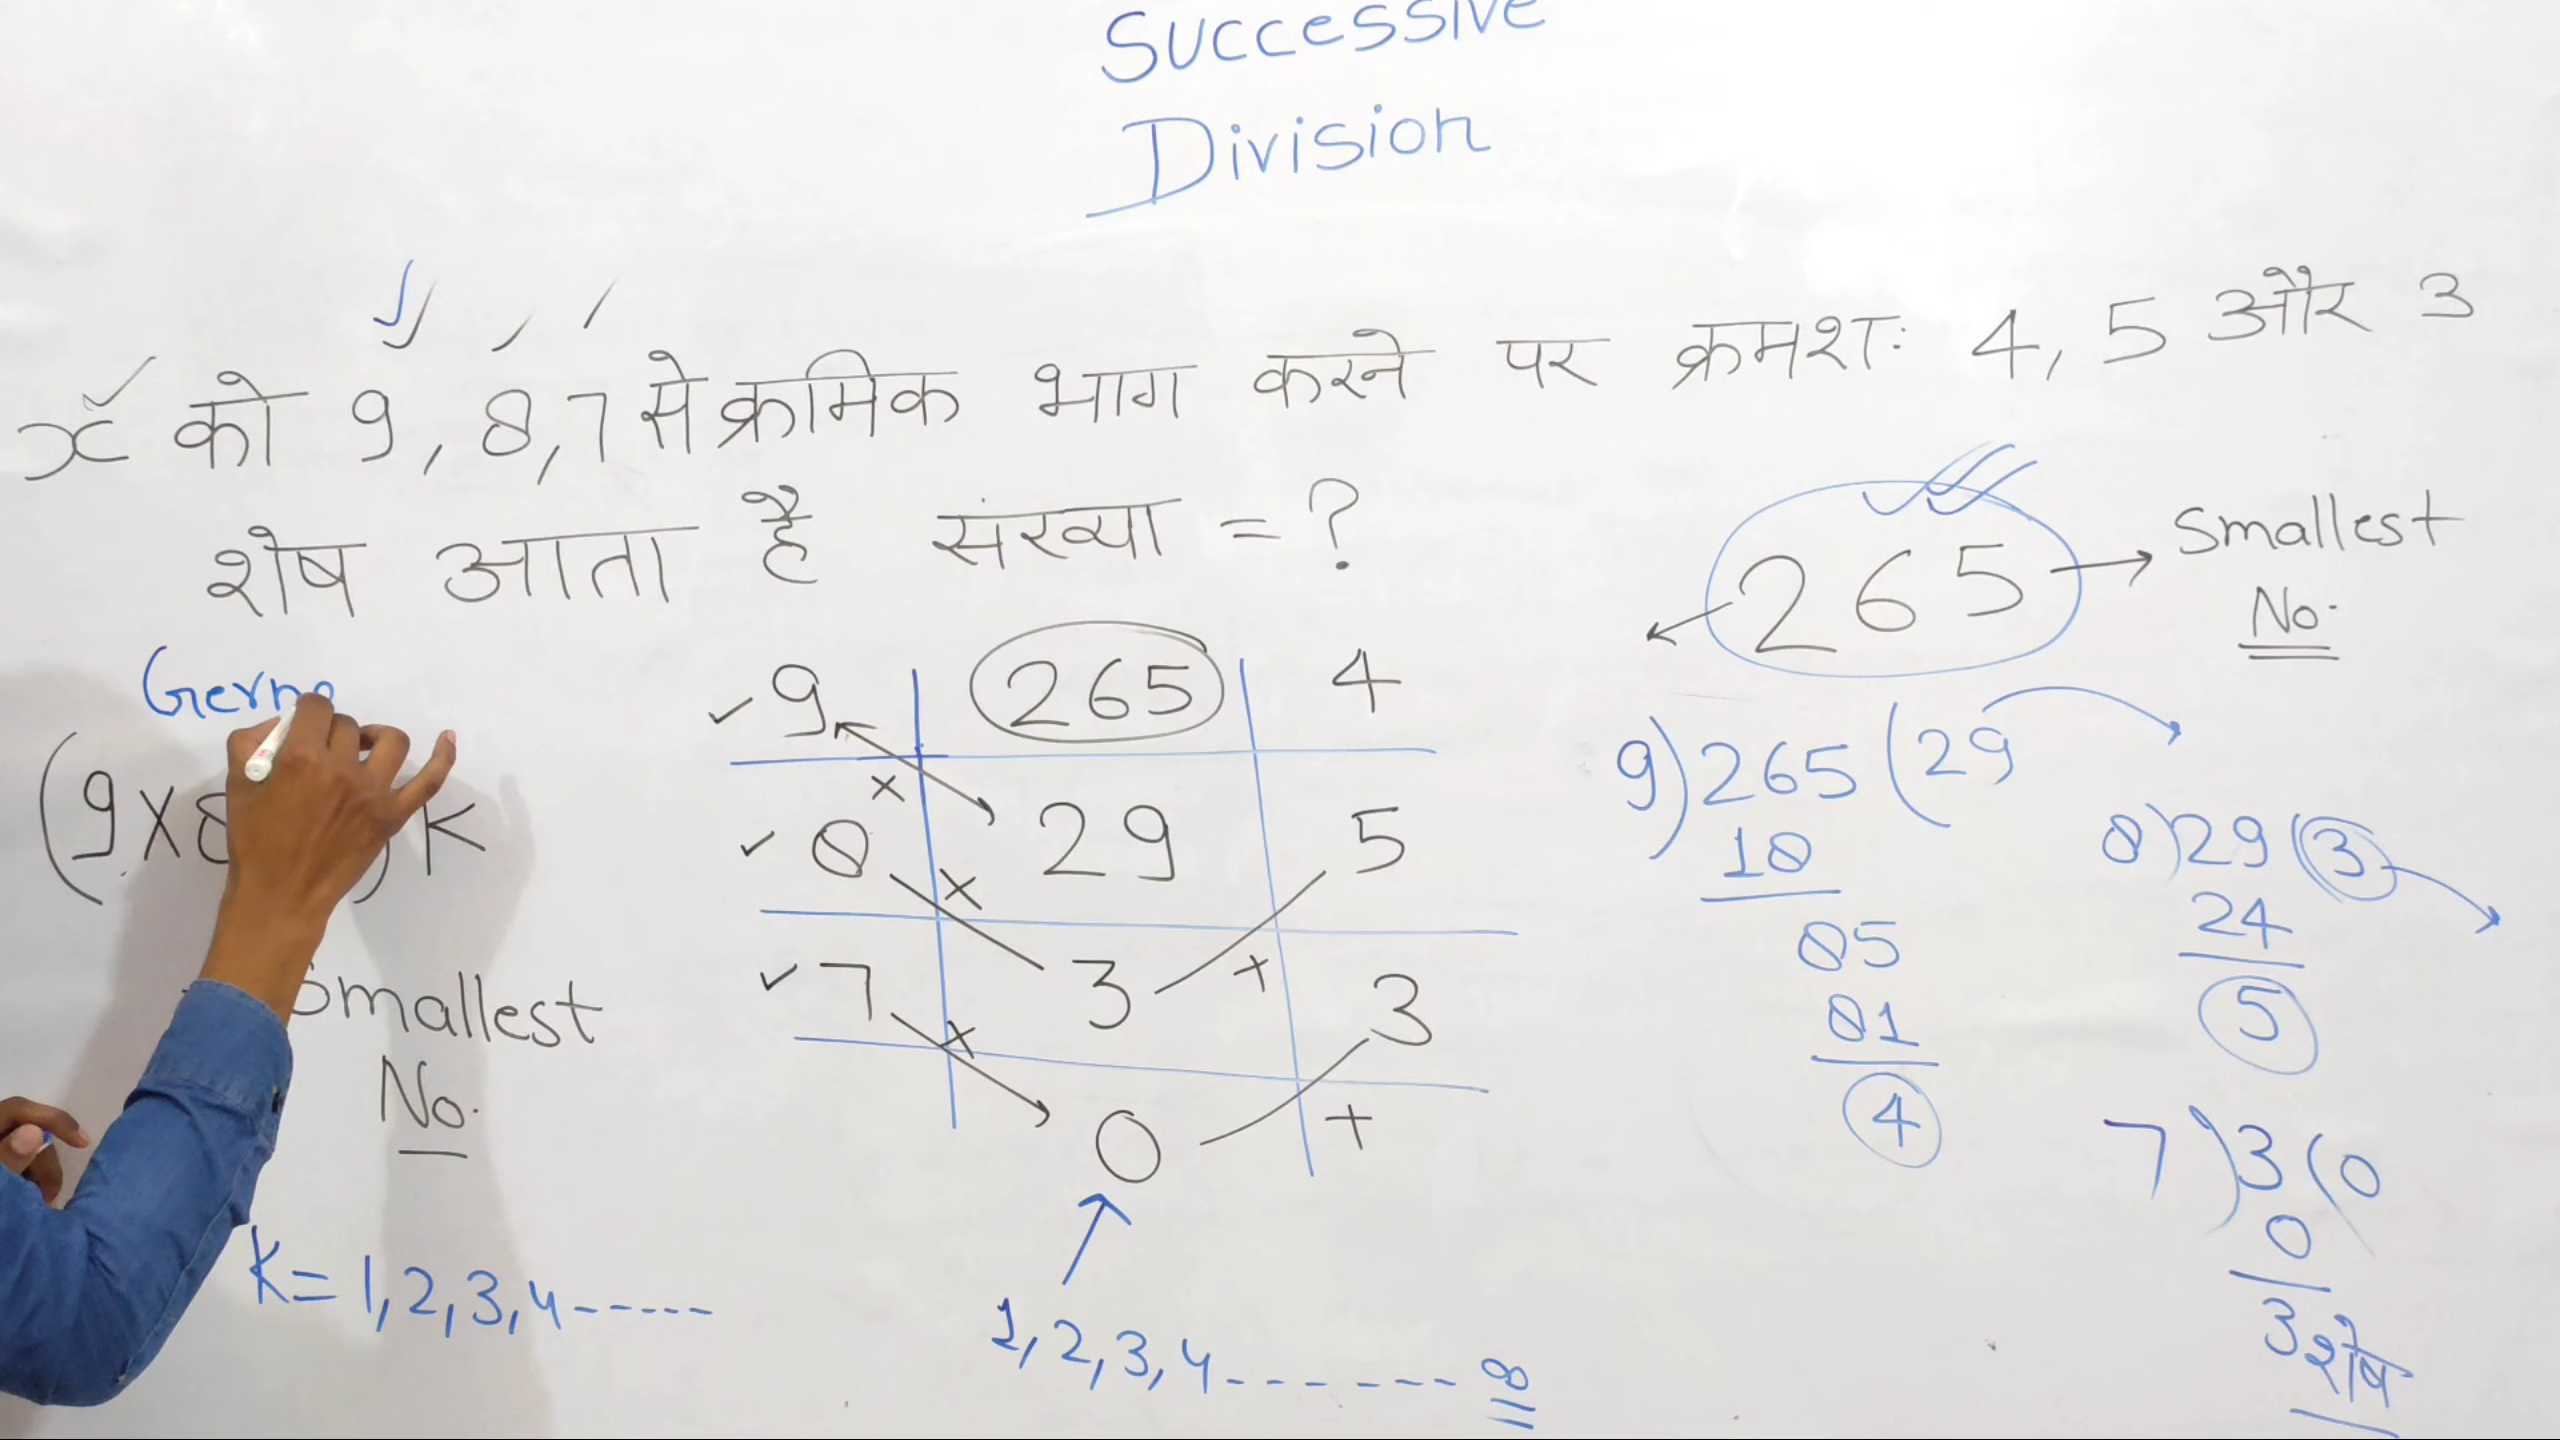 Successive
Division
x को 9, 8, 7 से क्रमिक भाग करने पर क्रमशः 4, 5 और 3
शेष आता है संख्या = ?
265 → Smallest
No.
(9x8 ) K
Smallest
No.
K = 1, 2, 3, 4 -----
9 265 4
8 × 29 5
7 × 3 + 3
× 0 +
1, 2, 3, 4 ------- ∞
9)265(29
18
85
81
4
8)29(3
24
5
7)3(0
0
3 शेष